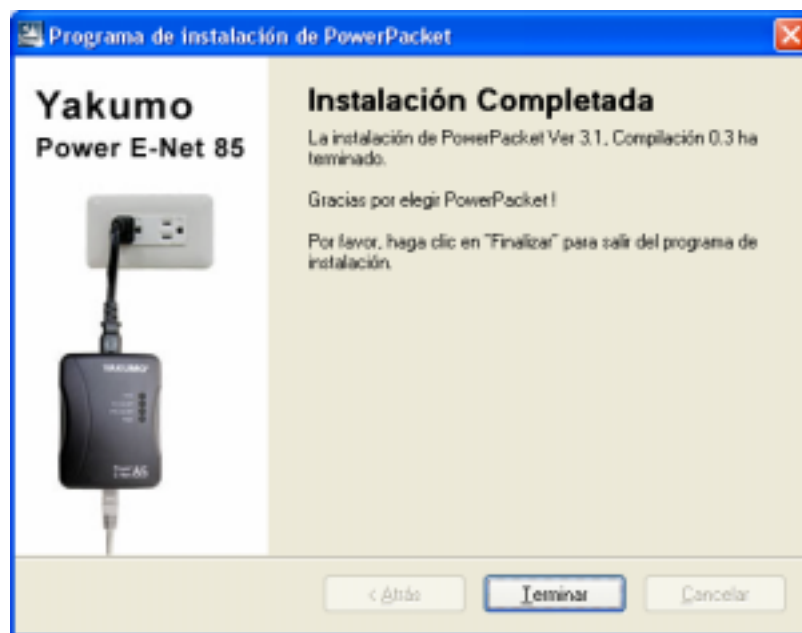 Programa de instalación de PowerPacket
Yakumo
Power E-Net 85
YAKUMO
Instalación Completada
La instalación de PowerPacket Ver 3.1, Compilación 0.3 ha
terminado.
Gracias por elegir PowerPacket !
Por favor, haga clic en "Finalizar" para salir del programa de
instalación.
< Atrás
Terminar
Cancelar